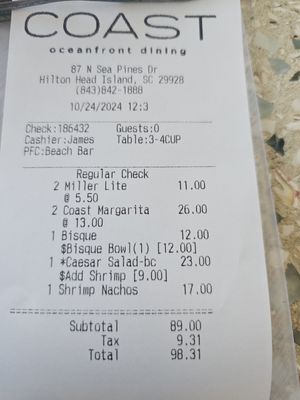 COAST
oceanfront dining
87 N Sea Pines Dr
Hilton Head Island, SC 29928
(843)842-1888
10/24/2024 12:3
Check:186432 Guests:0
Cashier:James Table:3-4CUP
PFC:Beach Bar
Regular Check
2 Miller Lite 11.00
@ 5.50
2 Coast Margarita 26.00
@ 13.00
1 Bisque 12.00
$Bisque Bowl(1) [12.00]
1 *Caesar Salad-bc 23.00
$Add Shrimp [9.00]
1 Shrimp Nachos 17.00
Subtotal 89.00
Tax 9.31
Total 98.31